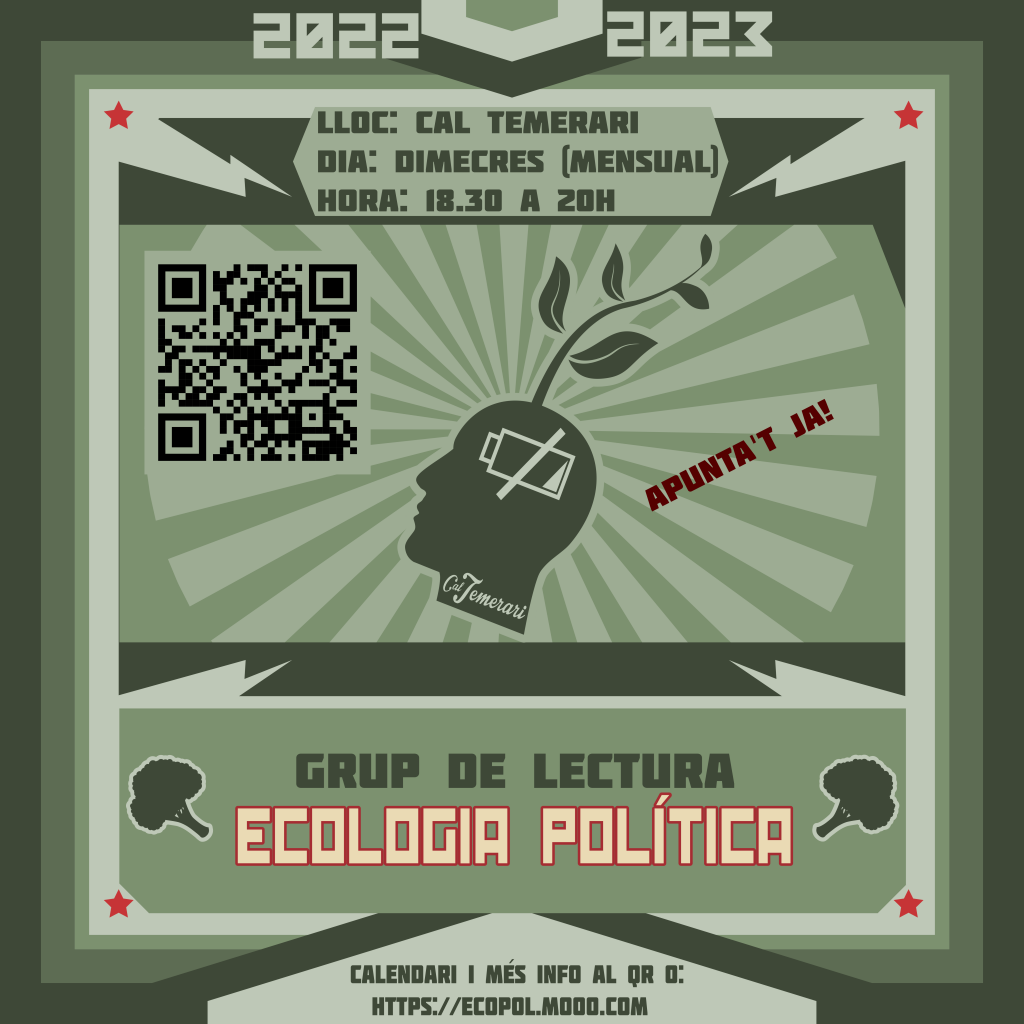 2022 2023
LLOC: CAL TEMERARI
DIA: DIMECRES (MENSUAL)
HORA: 18.30 A 20H
APUNTA'T JA!
Cal Temerari
GRUP DE LECTURA
ECOLOGIA POLÍTICA
CALENDARI I MÉS INFO AL QR O:
HTTPS://ECOPOL.MOOO.COM